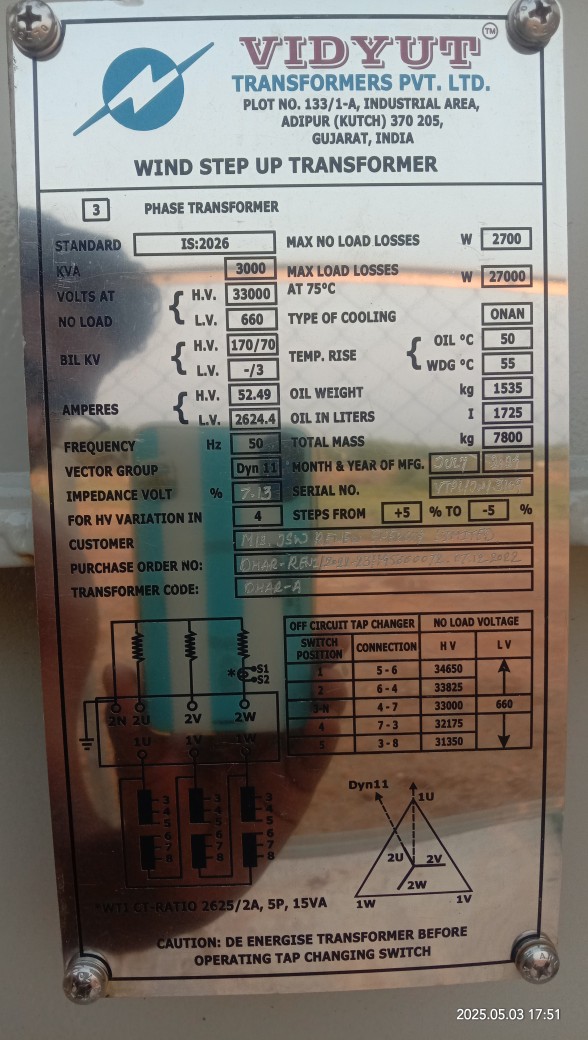 VIDYUT™
TRANSFORMERS PVT. LTD.
PLOT NO. 133/1-A, INDUSTRIAL AREA,
ADIPUR (KUTCH) 370 205,
GUJARAT, INDIA
WIND STEP UP TRANSFORMER
3 PHASE TRANSFORMER
STANDARD IS:2026 MAX NO LOAD LOSSES W 2700
KVA 3000 MAX LOAD LOSSES AT 75°C W 27000
VOLTS AT NO LOAD H.V. 33000
L.V. 660 TYPE OF COOLING ONAN
BIL KV H.V. 170/70 TEMP. RISE OIL °C 50
L.V. -/3 WDG °C 55
AMPERES H.V. 52.49 OIL WEIGHT kg 1535
L.V. 2624.4 OIL IN LITERS l 1725
FREQUENCY Hz 50 TOTAL MASS kg 7800
VECTOR GROUP Dyn 11 MONTH & YEAR OF MFG. JULY
IMPEDANCE VOLT % 7.13 SERIAL NO.
FOR HV VARIATION IN 4 STEPS FROM +5 % TO -5 %
CUSTOMER M/S. JSW
PURCHASE ORDER NO:
TRANSFORMER CODE: DHAR-A
OFF CIRCUIT TAP CHANGER NO LOAD VOLTAGE
SWITCH POSITION CONNECTION H V L V
1 5 - 6 34650
2 6 - 4 33825
3-N 4 - 7 33000 660
4 7 - 3 32175
5 3 - 8 31350
* S1
S2
2N 2U 2V 2W
1U 1V 1W
3 3 3
4 4 4
5 5 5
6 6 6
7 7 7
8 8 8
Dyn11
1U
2U 2V
2W
1W 1V
*WTI CT-RATIO 2625/2A, 5P, 15VA
CAUTION: DE ENERGISE TRANSFORMER BEFORE
OPERATING TAP CHANGING SWITCH
2025.05.03 17:51